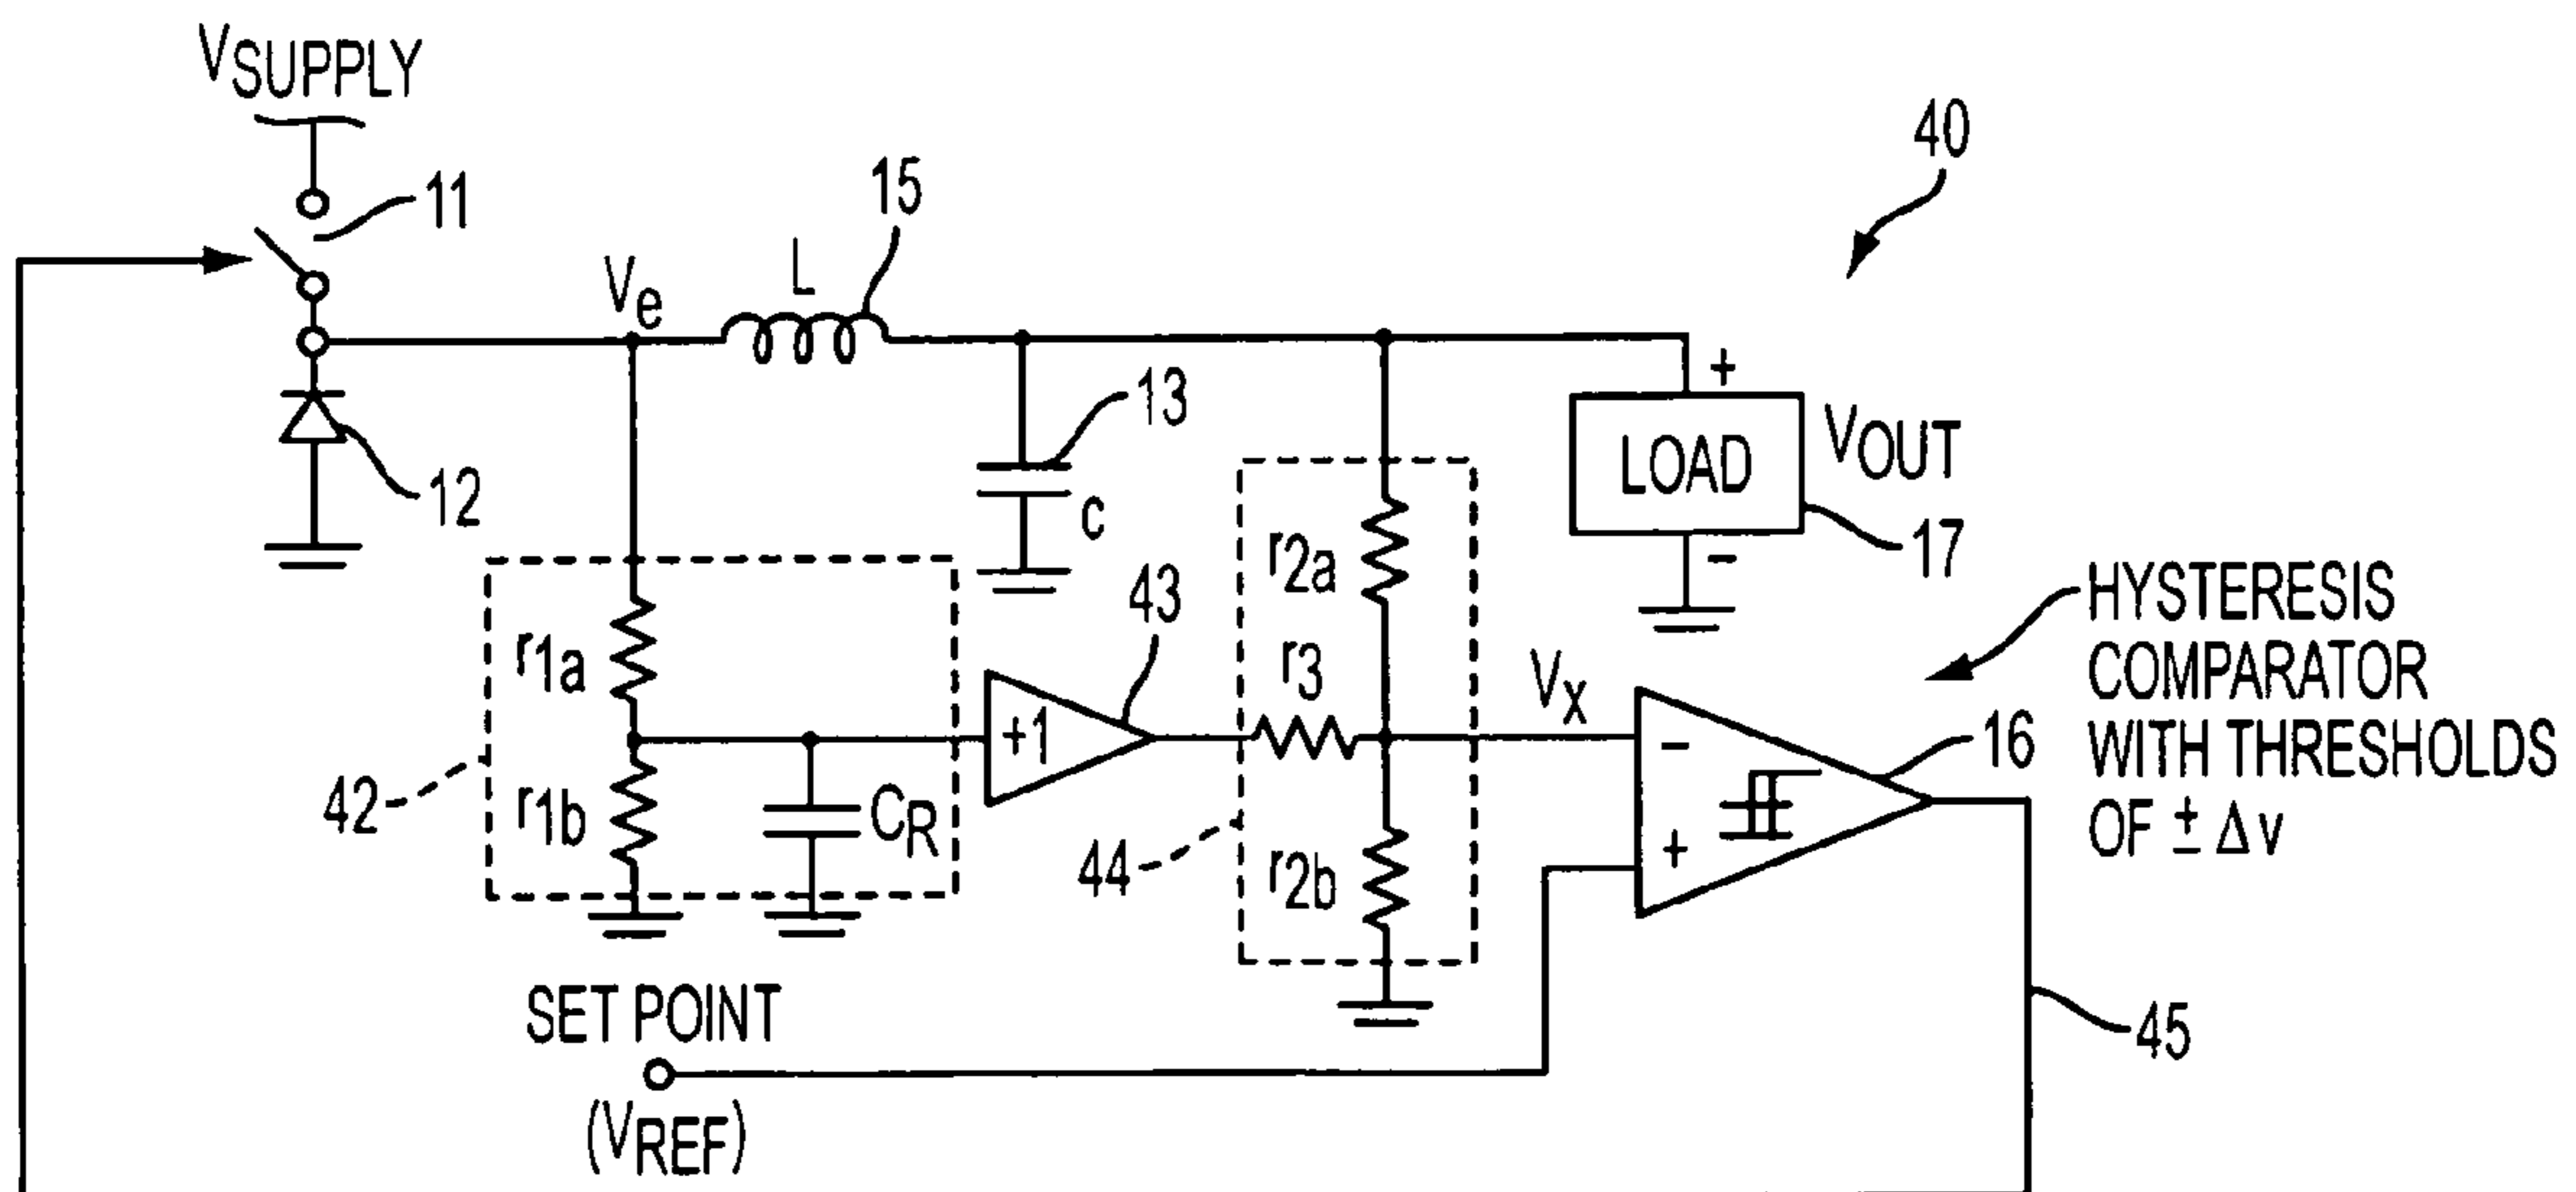 VSUPPLY
11
15
40
Ve
L
13
12
c
+
LOAD
VOUT
-
17
r1a
r1b
42
CR
43
+1
r2a
r3
r2b
44
Vx
-
+
16
HYSTERESIS
COMPARATOR
WITH THRESHOLDS
OF ± Δv
SET POINT
(VREF)
45